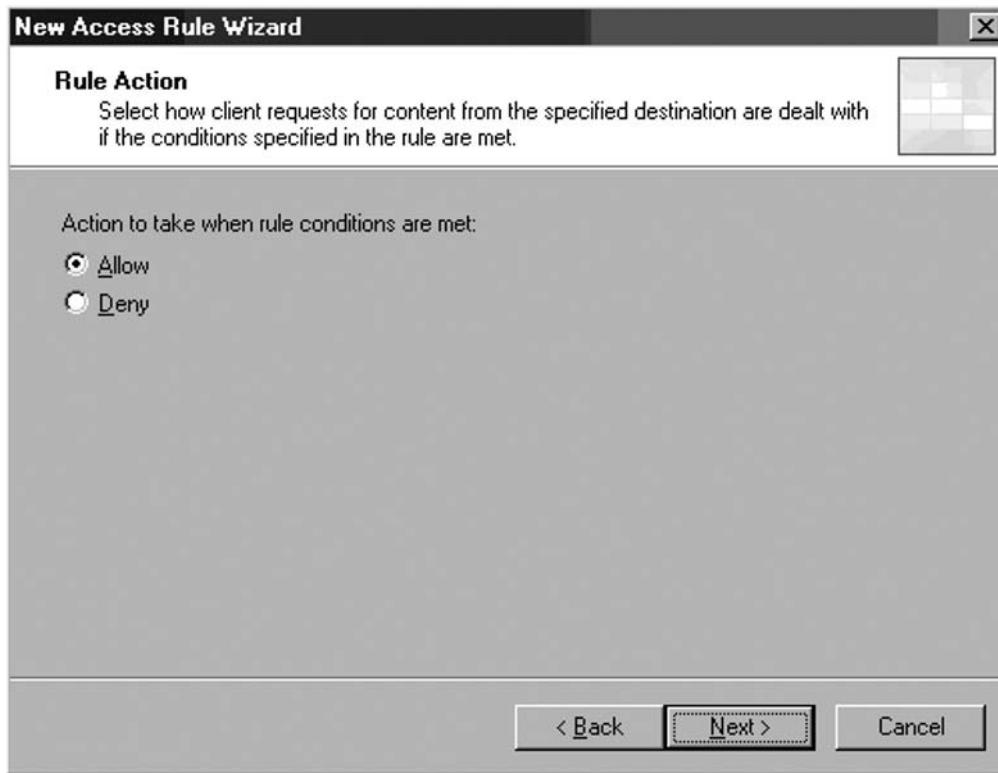 New Access Rule Wizard
Rule Action
Select how client requests for content from the specified destination are dealt with
if the conditions specified in the rule are met.
Action to take when rule conditions are met:
Allow
Deny
< Back
Next >
Cancel